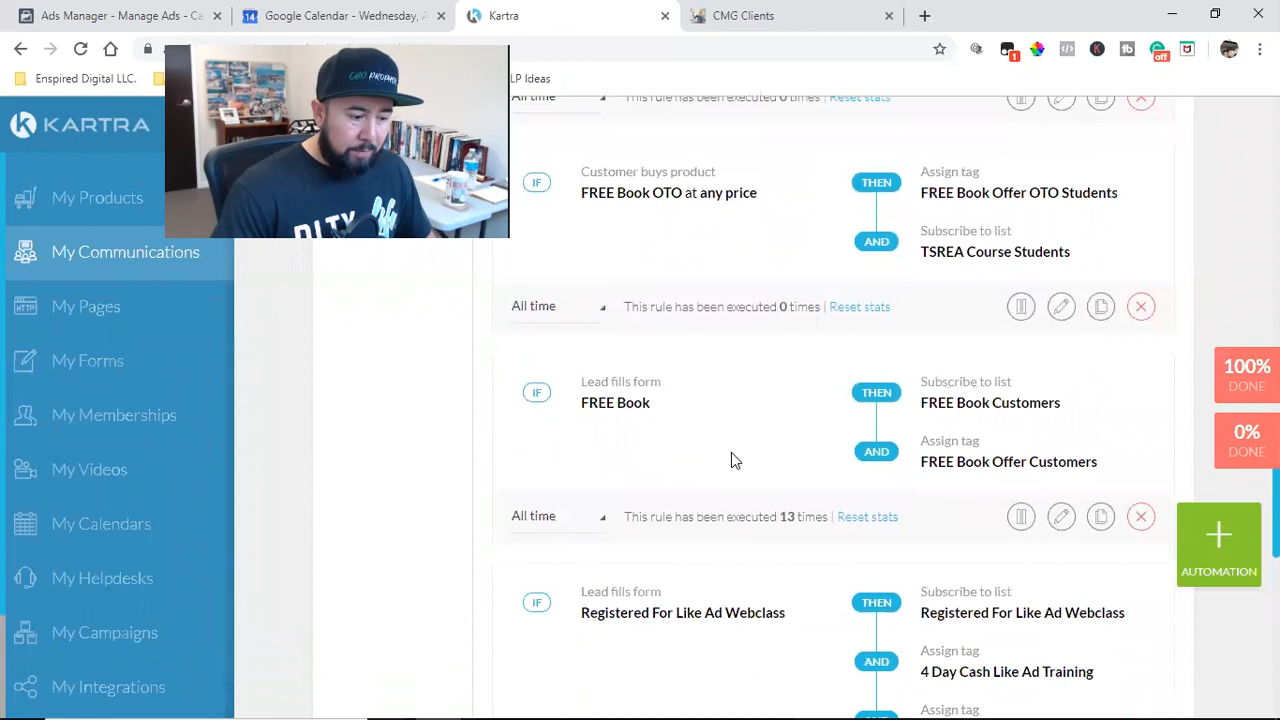 Ads Manager - Manage Ads - Ca
14 Google Calendar - Wednesday, A
Kartra
CMG Clients
1
off
Enspired Digital LLC.
LP Ideas
KARTRA
My Products
My Communications
My Pages
HTTP
My Forms
My Memberships
My Videos
My Calendars
My Helpdesks
My Campaigns
My Integrations
CEO
All time
This rule has been executed 0 times | Reset stats
IF
Customer buys product
FREE Book OTO at any price
THEN
Assign tag
FREE Book Offer OTO Students
AND
Subscribe to list
TSREA Course Students
All time
This rule has been executed 0 times | Reset stats
IF
Lead fills form
FREE Book
THEN
Subscribe to list
FREE Book Customers
AND
Assign tag
FREE Book Offer Customers
All time
This rule has been executed 13 times | Reset stats
IF
Lead fills form
Registered For Like Ad Webclass
THEN
Subscribe to list
Registered For Like Ad Webclass
AND
Assign tag
4 Day Cash Like Ad Training
AND
Assign tag
100%
DONE
0%
DONE
+
AUTOMATION